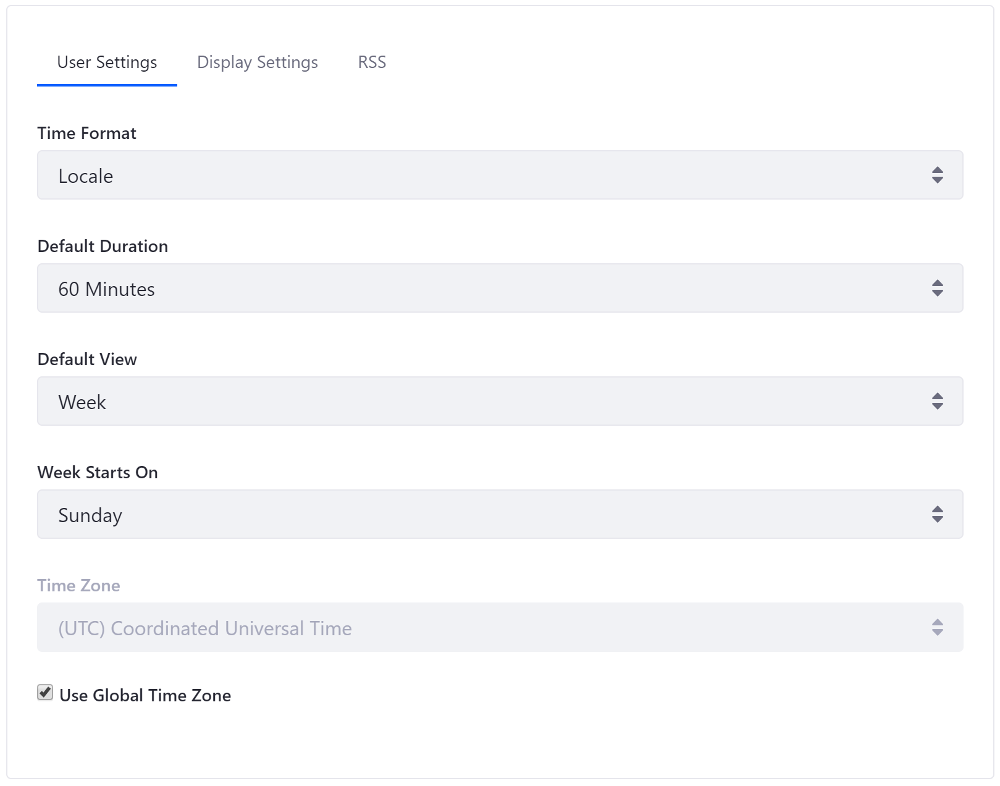 User Settings Display Settings RSS
Time Format
Locale
Default Duration
60 Minutes
Default View
Week
Week Starts On
Sunday
Time Zone
(UTC) Coordinated Universal Time
Use Global Time Zone